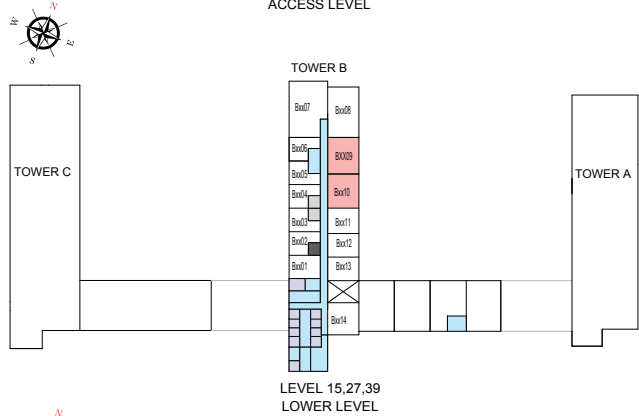 ACCESS LEVEL
N
W
E
S
TOWER B
Bxx07
Bxx08
Bxx06
BXX09
Bxx05
TOWER C
TOWER A
Bxx04
Bxx10
Bxx03
Bxx11
Bxx02
Bxx12
Bxx01
Bxx13
Bxx14
LEVEL 15,27,39
LOWER LEVEL
N